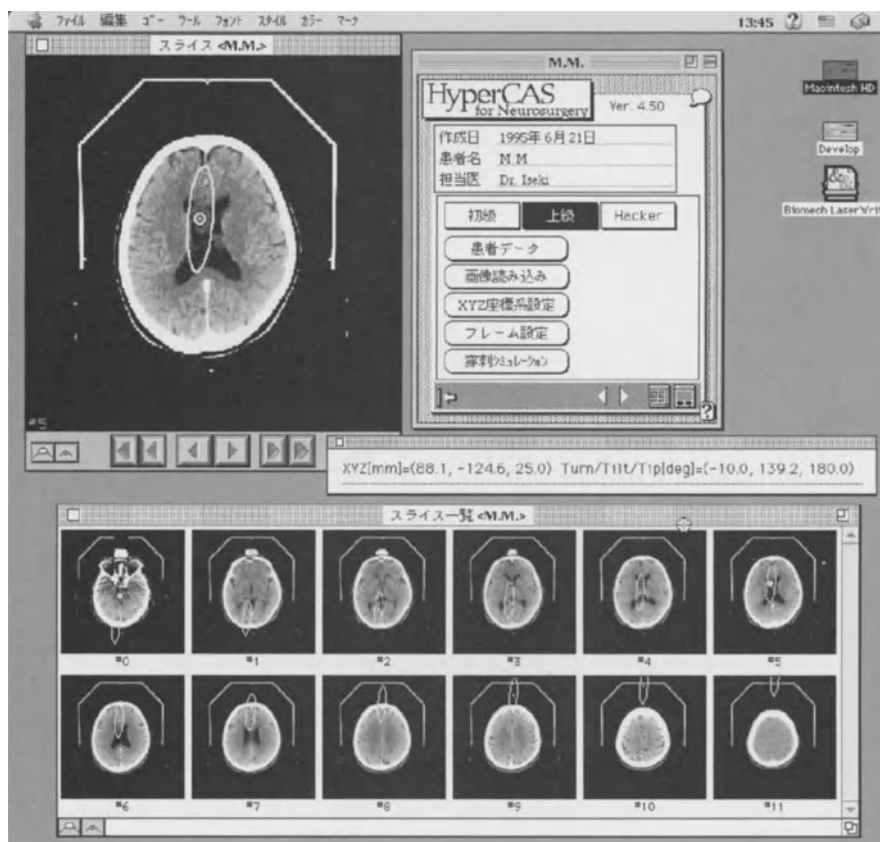 ファイル 編集 ゴー ツール フォント スタイル カラー マーク 13:45
スライス <M.M.>
#5
M.M.
HyperCAS
for Neurosurgery
Ver. 4.50
作成日 1995年6月21日
患者名 M M
担当医 Dr. Iseki
初級 上級 Hacker
患者データ
画像読み込み
XYZ座標系設定
フレーム設定
穿刺シミュレーション
Macintosh HD
Develop
Biomech LaserWrit
XYZ[mm]=(88.1, -124.6, 25.0) Turn/Tilt/Tip[deg]=(-10.0, 139.2, 180.0)
スライス一覧 <M.M.>
#0 #1 #2 #3 #4 #5
#6 #7 #8 #9 #10 #11